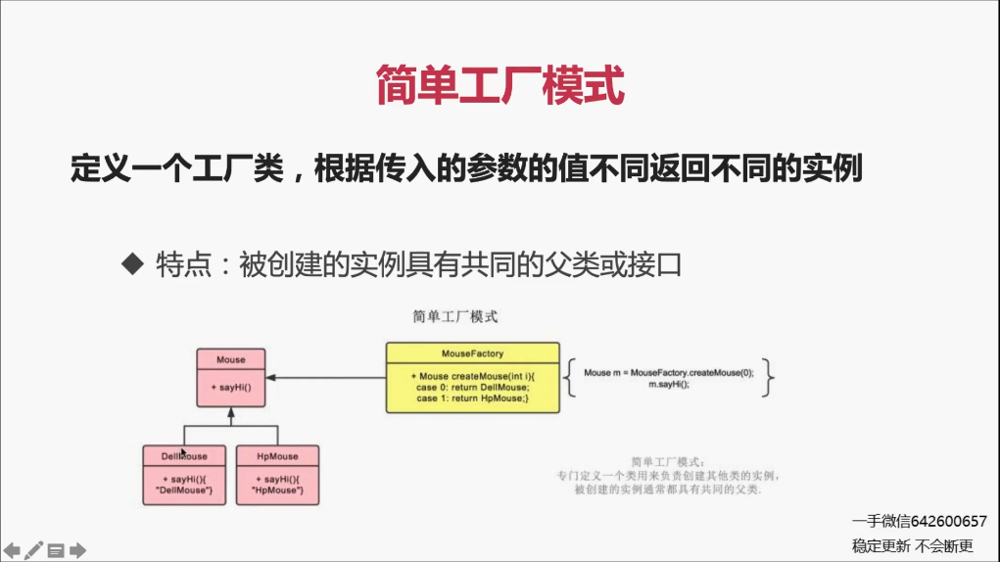 简单工厂模式
定义一个工厂类，根据传入的参数的值不同返回不同的实例
◆ 特点：被创建的实例具有共同的父类或接口
简单工厂模式
Mouse
+ sayHi()
MouseFactory
+ Mouse createMouse(int i){
case 0: return DellMouse;
case 1: return HpMouse;}
Mouse m = MouseFactory.createMouse(0);
m.sayHi();
DellMouse
+ sayHi(){
"DellMouse"}
HpMouse
+ sayHi(){
"HpMouse"}
简单工厂模式：
专门定义一个类用来负责创建其他类的实例，
被创建的实例通常都具有共同的父类.
一手微信642600657
稳定更新 不会断更